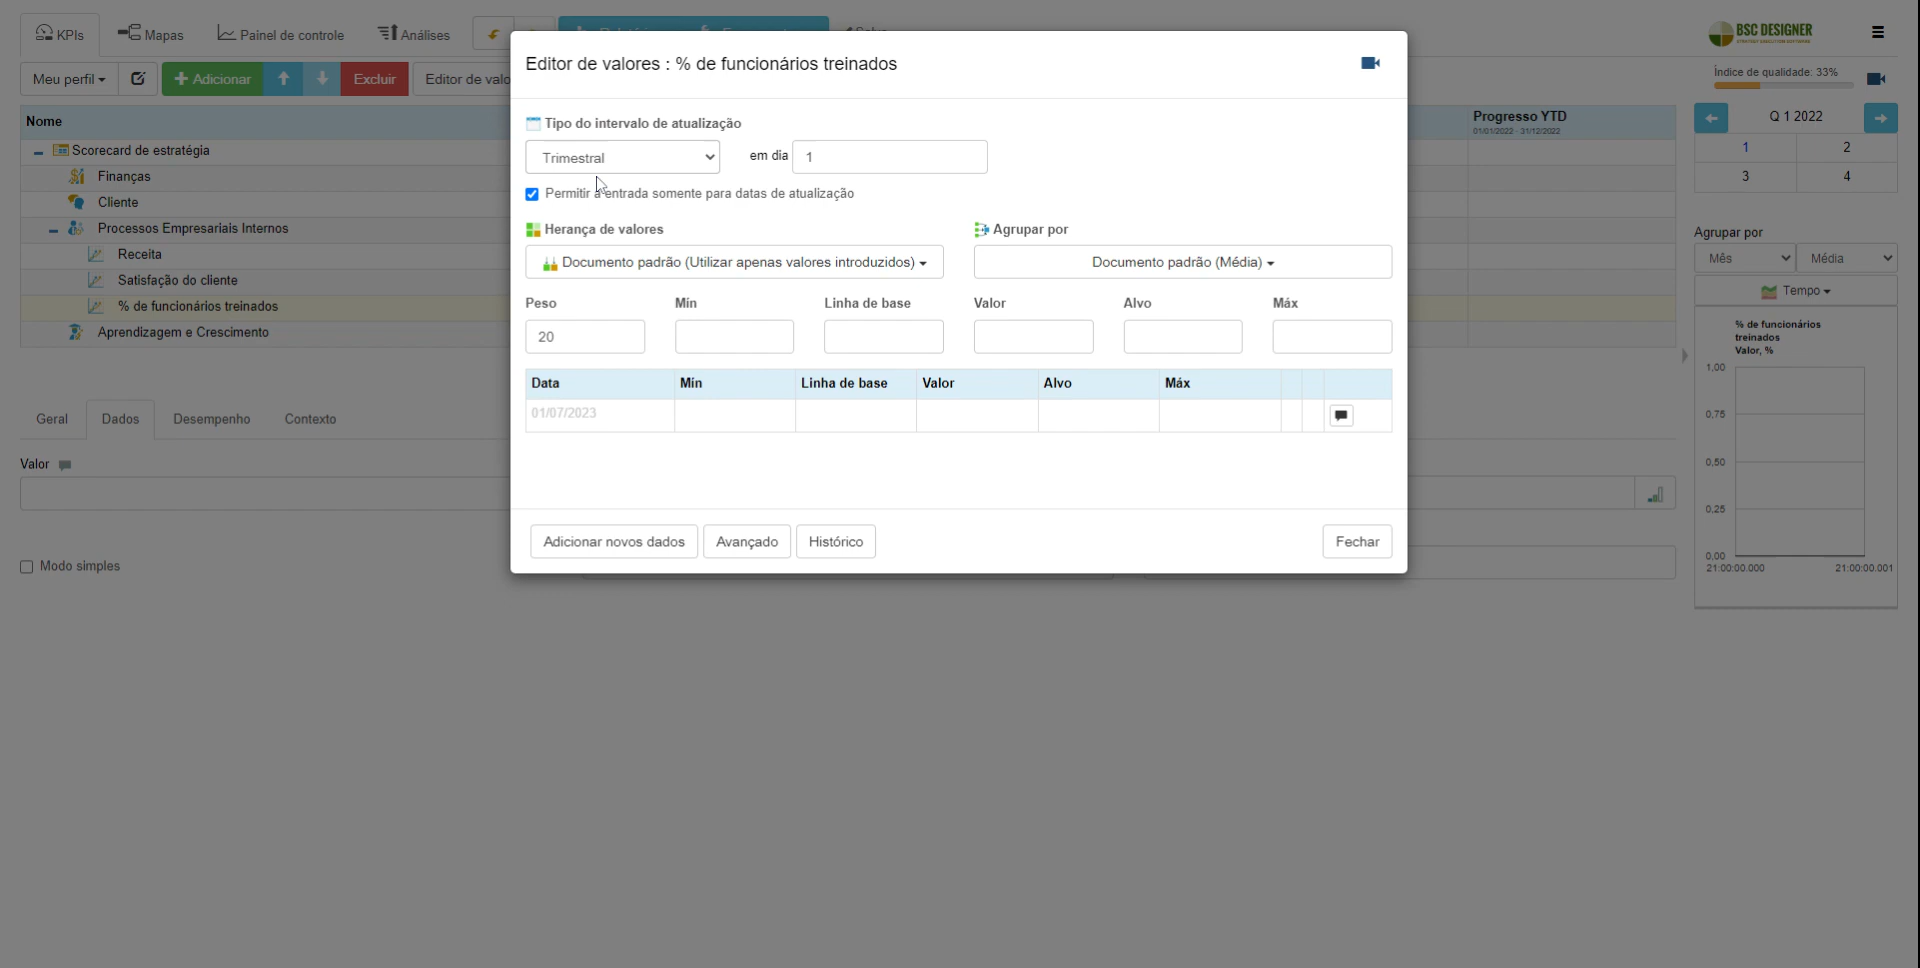 KPIs
Mapas
Painel de controle
Análises
BSC DESIGNER
Meu perfil
Adicionar
Excluir
Editor de valo
Índice de qualidade: 33%
Nome
Progresso YTD
01/01/2022 - 31/12/2022
Q 1 2022
1 2
3 4
Scorecard de estratégia
Finanças
Cliente
Processos Empresariais Internos
Receita
Satisfação do cliente
% de funcionários treinados
Aprendizagem e Crescimento
Geral
Dados
Desempenho
Contexto
Valor
Modo simples
Editor de valores : % de funcionários treinados
Tipo do intervalo de atualização
Trimestral
em dia 1
Permitir a entrada somente para datas de atualização
Herança de valores
Agrupar por
Documento padrão (Utilizar apenas valores introduzidos)
Documento padrão (Média)
Peso Mín Linha de base Valor Alvo Máx
20
Data Mín Linha de base Valor Alvo Máx
01/07/2023
Adicionar novos dados
Avançado
Histórico
Fechar
Agrupar por
Mês
Média
Tempo
% de funcionários
treinados
Valor, %
1,00
0,75
0,50
0,25
0,00
21:00:00.000 21:00:00.001